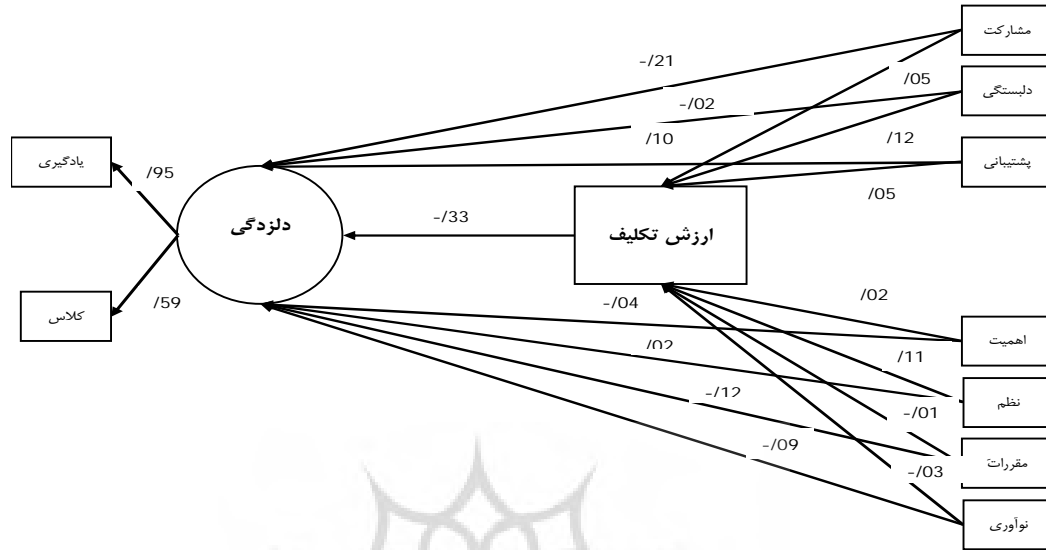 مشارکت
-/21
/05
دلبستگی
-/02
/10
/12
پشتیبانی
یادگیری
/95
/05
-/33
ارزش تکلیف
دلزدگی
/59
کلاس
-/04
/02
اهمیت
/02
/11
نظم
-/12
-/01
-/09
-/03
مقررات
نوآوری